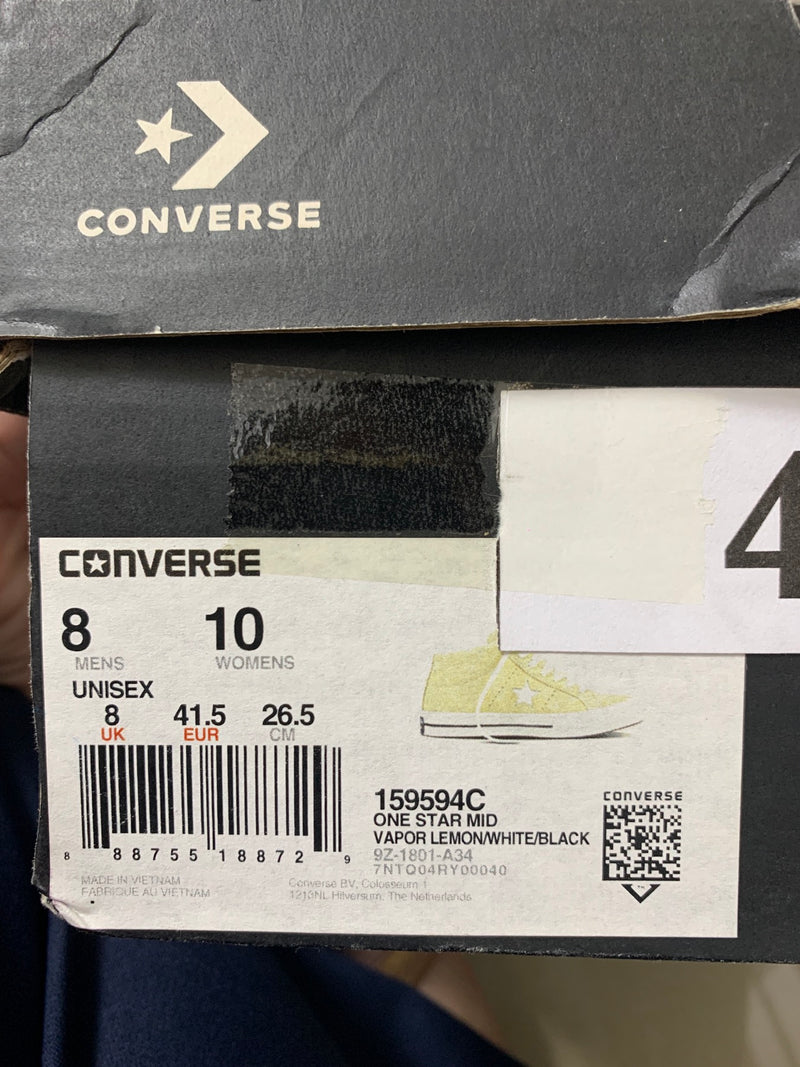 CONVERSE
4
CONVERSE
8 10
MENS WOMENS
UNISEX
8 41.5 26.5
UK EUR CM
8 88755 18872 9
159594C
ONE STAR MID
VAPOR LEMON/WHITE/BLACK
9Z-1801-A34
7NTQ04RY00040
CONVERSE
MADE IN VIETNAM
FABRIQUE AU VIETNAM
Converse BV, Colosseum 1
1213NL Hilversum, The Netherlands